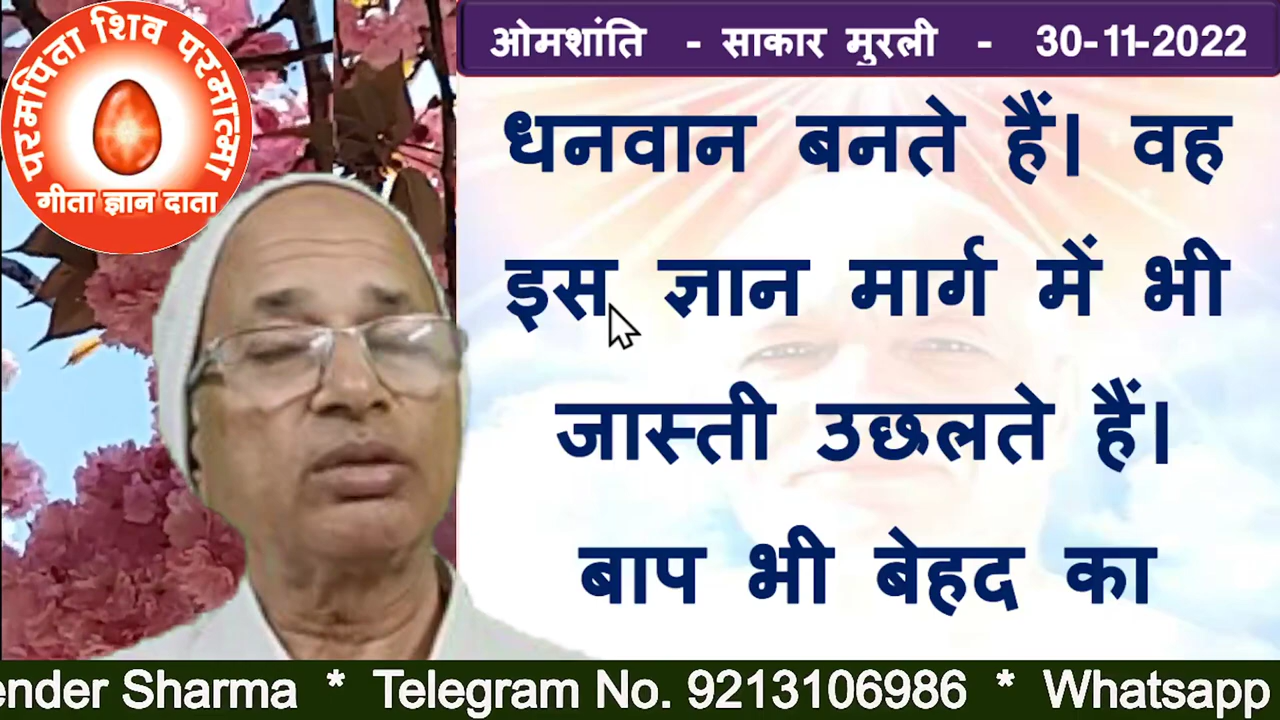 परमपिता शिव परमात्मा
गीता ज्ञान दाता
ओमशांति - साकार मुरली - 30-11-2022
धनवान बनते हैं। वह
इस ज्ञान मार्ग में भी
जास्ती उछलते हैं।
बाप भी बेहद का
ender Sharma * Telegram No. 9213106986 * Whatsapp